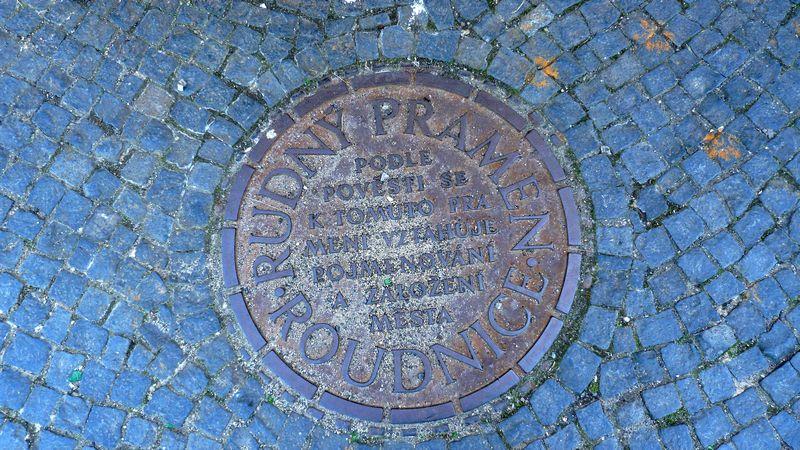 RUDNÝ PRAMEN
PODLE
POVĚSTI SE
K TOMUTO PRA
MENI VZTAHUJE
POJMENOVÁNÍ
A ZALOŽENÍ
MĚSTA
·ROUDNICE·N·